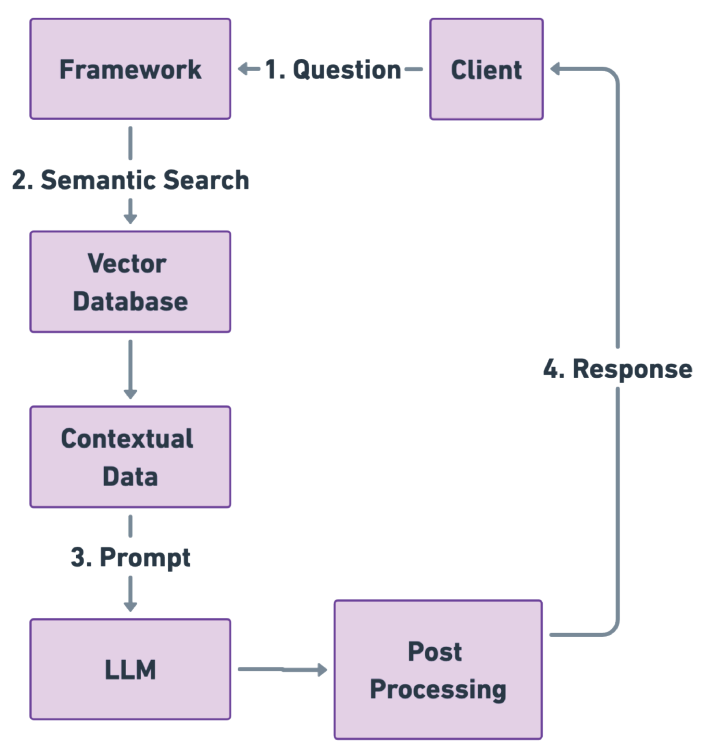 Framework
1. Question
Client
2. Semantic Search
Vector
Database
Contextual
Data
4. Response
3. Prompt
LLM
Post
Processing